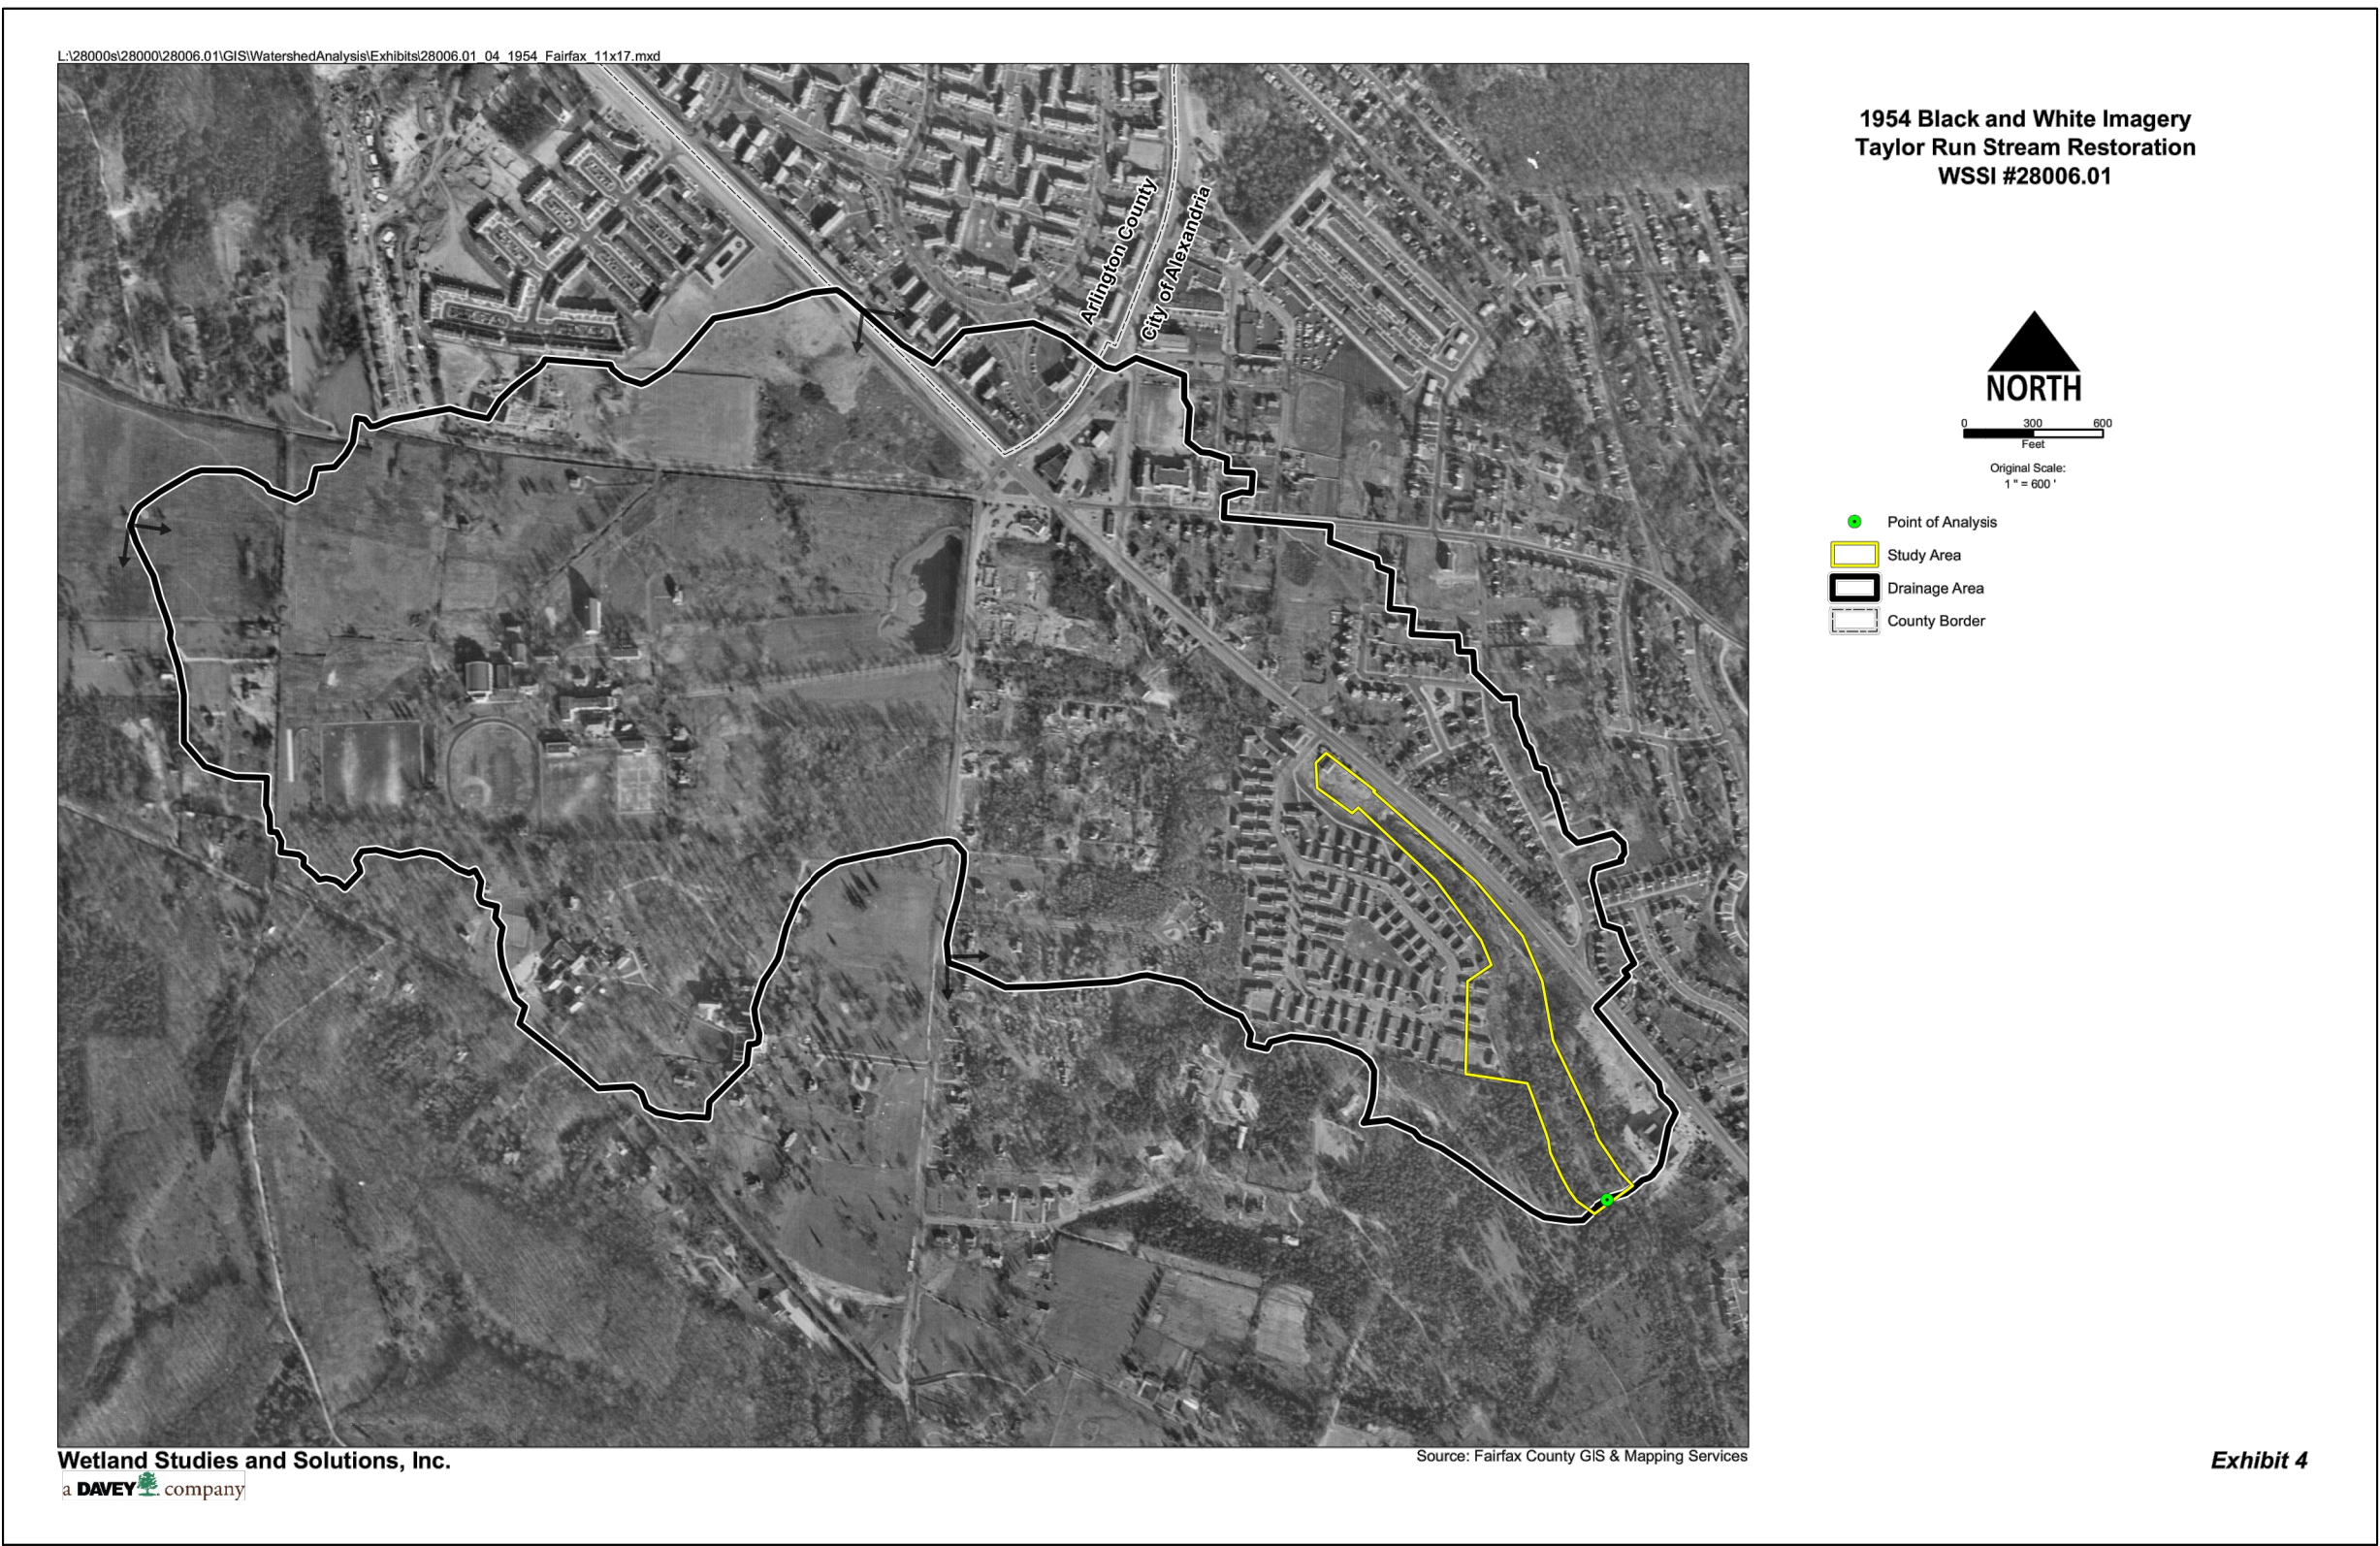 L:\28000s\28000\28006.01\GIS\WatershedAnalysis\Exhibits\28006.01_04_1954_Fairfax_11x17.mxd
1954 Black and White Imagery
Taylor Run Stream Restoration
WSSI #28006.01
Arlington County
City of Alexandria
NORTH
0 300 600
Feet
Original Scale:
1 " = 600 '
Point of Analysis
Study Area
Drainage Area
County Border
Wetland Studies and Solutions, Inc.
a DAVEY company
Source: Fairfax County GIS & Mapping Services
Exhibit 4